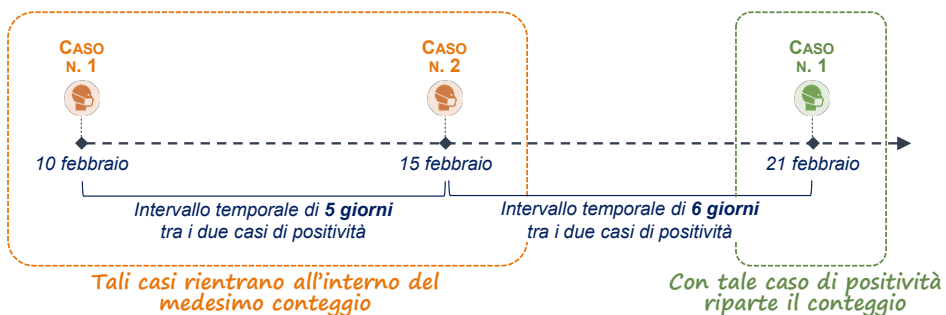 CASO
N. 1
CASO
N. 2
CASO
N. 1
10 febbraio
15 febbraio
21 febbraio
Intervallo temporale di 5 giorni
tra i due casi di positività
Intervallo temporale di 6 giorni
tra i due casi di positività
Tali casi rientrano all'interno del
medesimo conteggio
Con tale caso di positività
riparte il conteggio